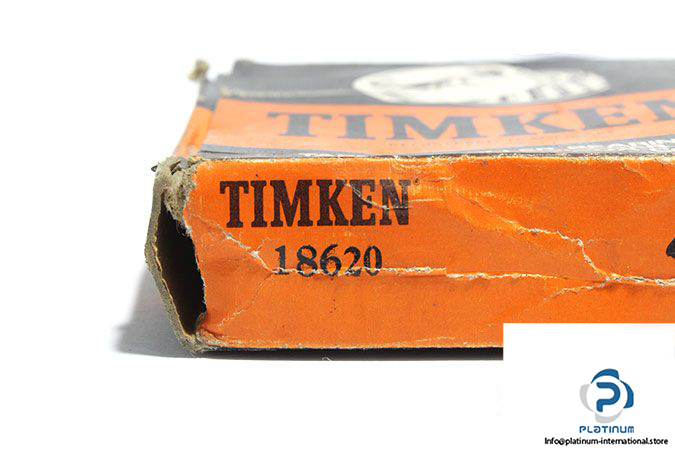 TIMKEN
TIMKEN
18620
PLATINUM
Info@platinum-international.store